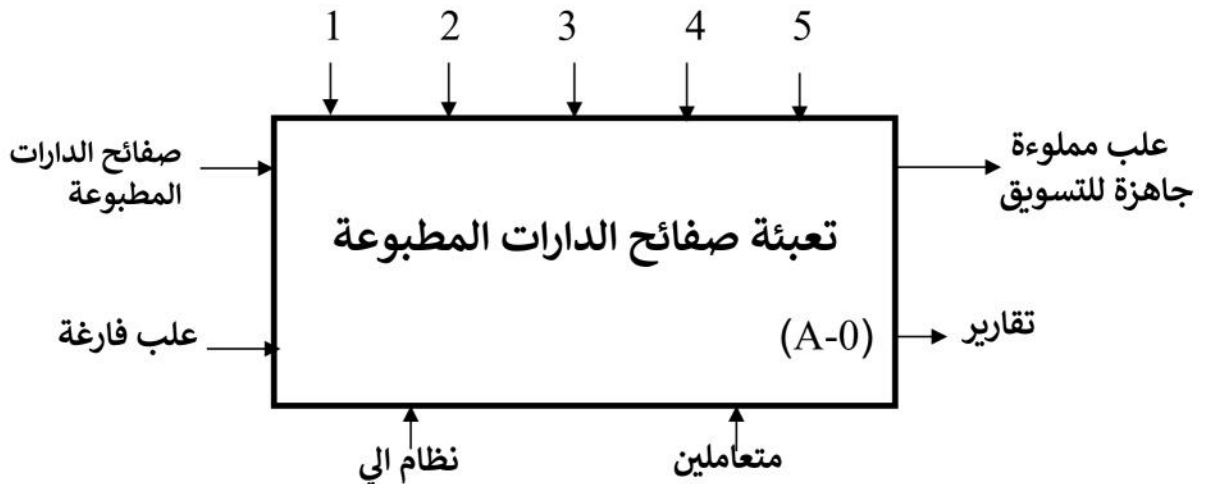 1 2 3 4 5
صفائح الدارات
المطبوعة
علب مملوءة
جاهزة للتسويق
تعبئة صفائح الدارات المطبوعة
علب فارغة
(A-0)
تقارير
نظام الي
متعاملين